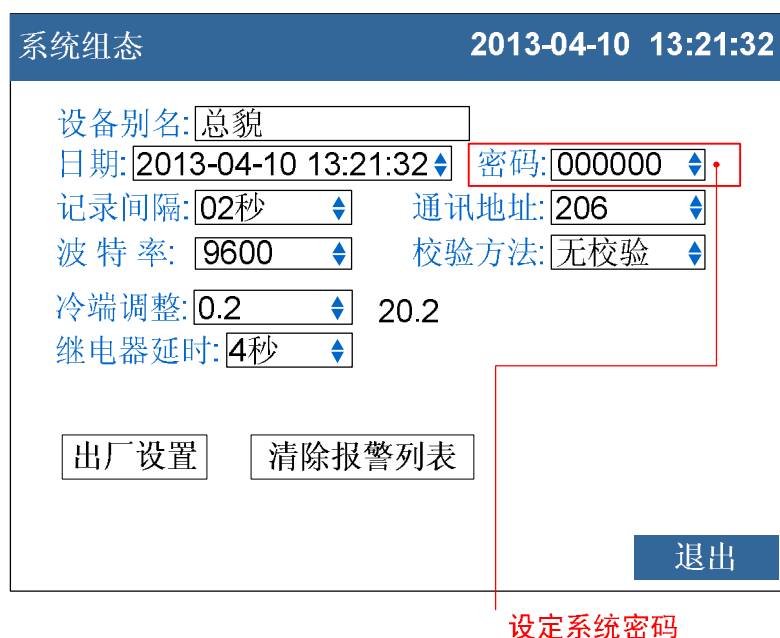 系统组态 2013-04-10 13:21:32
设备别名: 总貌
日期: 2013-04-10 13:21:32 密码: 000000
记录间隔: 02秒 通讯地址: 206
波 特 率: 9600 校验方法: 无校验
冷端调整: 0.2 20.2
继电器延时: 4秒
出厂设置 清除报警列表
退出
设定系统密码